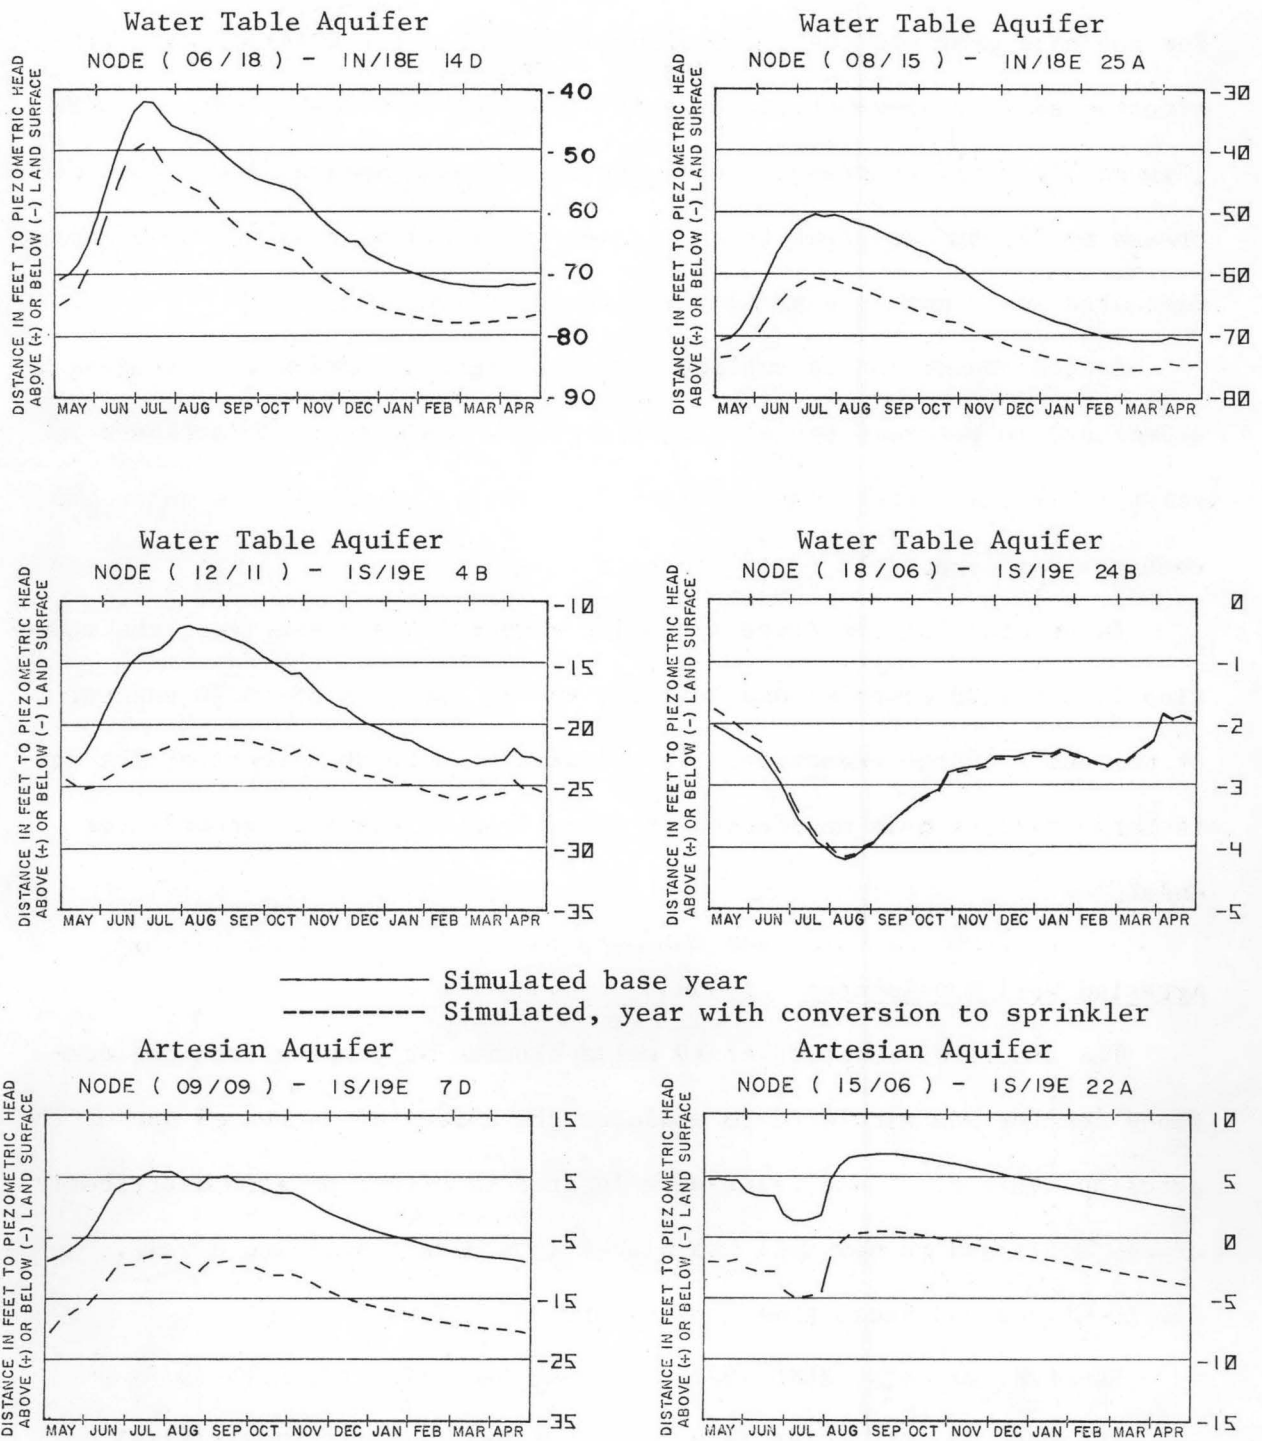 Water Table Aquifer
NODE ( 06/18 ) - 1N/18E 14D
DISTANCE IN FEET TO PIEZOMETRIC HEAD
ABOVE (+) OR BELOW (-) LAND SURFACE
-40
-50
60
-70
-80
-90
MAY JUN JUL AUG SEP OCT NOV DEC JAN FEB MAR APR
Water Table Aquifer
NODE ( 08/15 ) - 1N/18E 25A
DISTANCE IN FEET TO PIEZOMETRIC HEAD
ABOVE (+) OR BELOW (-) LAND SURFACE
-30
-40
-50
-60
-70
-80
MAY JUN JUL AUG SEP OCT NOV DEC JAN FEB MAR APR
Water Table Aquifer
NODE ( 12/11 ) - 1S/19E 4B
DISTANCE IN FEET TO PIEZOMETRIC HEAD
ABOVE (+) OR BELOW (-) LAND SURFACE
-10
-15
-20
-25
-30
-35
MAY JUN JUL AUG SEP OCT NOV DEC JAN FEB MAR APR
Water Table Aquifer
NODE ( 18/06 ) - 1S/19E 24B
DISTANCE IN FEET TO PIEZOMETRIC HEAD
ABOVE (+) OR BELOW (-) LAND SURFACE
0
-1
-2
-3
-4
-5
MAY JUN JUL AUG SEP OCT NOV DEC JAN FEB MAR APR
Simulated base year
Simulated, year with conversion to sprinkler
Artesian Aquifer
NODE ( 09/09 ) - 1S/19E 7D
DISTANCE IN FEET TO PIEZOMETRIC HEAD
ABOVE (+) OR BELOW (-) LAND SURFACE
15
5
-5
-15
-25
-35
MAY JUN JUL AUG SEP OCT NOV DEC JAN FEB MAR APR
Artesian Aquifer
NODE ( 15/06 ) - 1S/19E 22A
DISTANCE IN FEET TO PIEZOMETRIC HEAD
ABOVE (+) OR BELOW (-) LAND SURFACE
10
5
0
-5
-10
-15
MAY JUN JUL AUG SEP OCT NOV DEC JAN FEB MAR APR